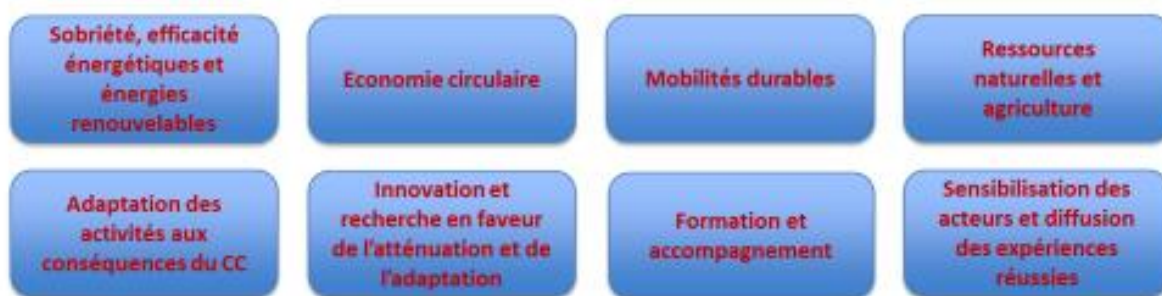 Sobriété, efficacité
énergétiques et
énergies
renouvelables
Economie circulaire
Mobilités durables
Ressources
naturelles et
agriculture
Adaptation des
activités aux
conséquences du CC
Innovation et
recherche en faveur
de l'atténuation et de
l'adaptation
Formation et
accompagnement
Sensibilisation des
acteurs et diffusion
des expériences
réussies